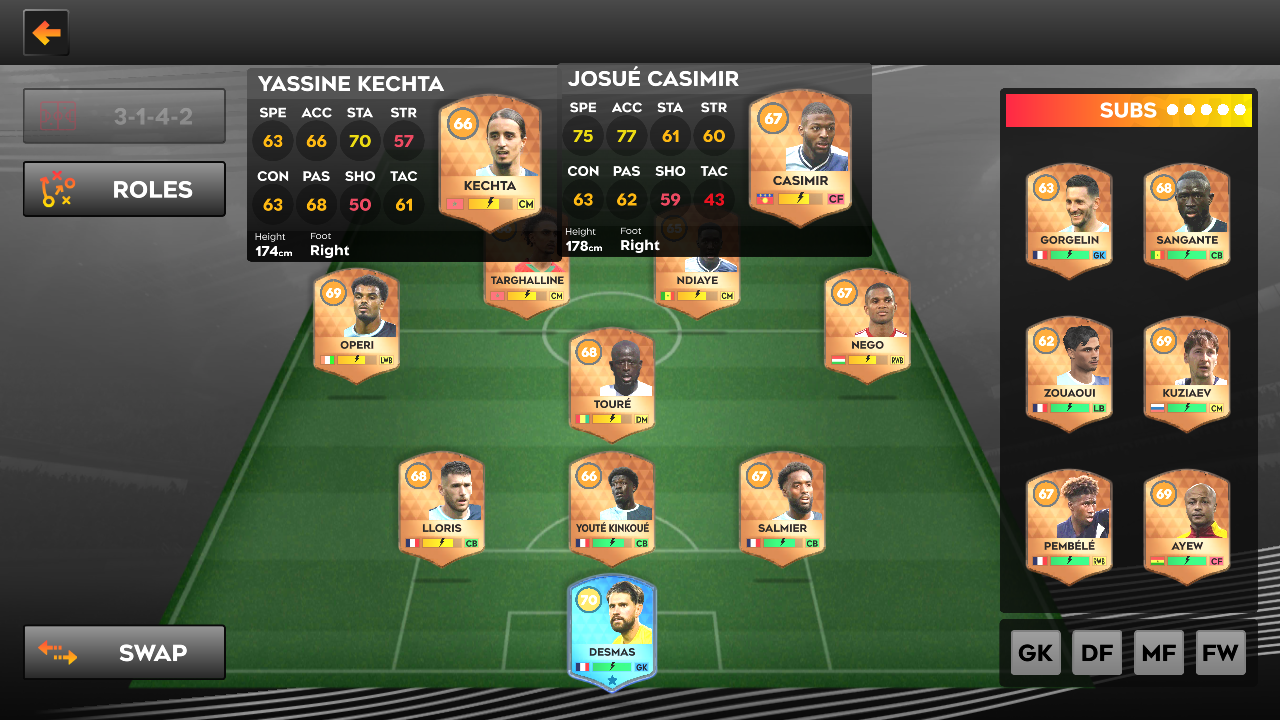 3-1-4-2
ROLES
SWAP
YASSINE KECHTA
SPE ACC STA STR
63 66 70 57
CON PAS SHO TAC
63 68 50 61
Height Foot
174cm Right
66
KECHTA
CM
JOSUÉ CASIMIR
SPE ACC STA STR
75 77 61 60
CON PAS SHO TAC
63 62 59 43
Height Foot
178cm Right
67
CASIMIR
CF
TARGHALLINE
CM
NDIAYE
CM
69
OPERI
LWB
67
NEGO
RWB
68
TOURÉ
DM
68
LLORIS
CB
66
YOUTÉ KINKOUÉ
CB
67
SALMIER
CB
70
DESMAS
GK
SUBS
63
GORGELIN
GK
68
SANGANTE
CB
62
ZOUAOUI
LB
69
KUZIAEV
CM
67
PEMBÉLÉ
RWB
69
AYEW
CF
GK DF MF FW